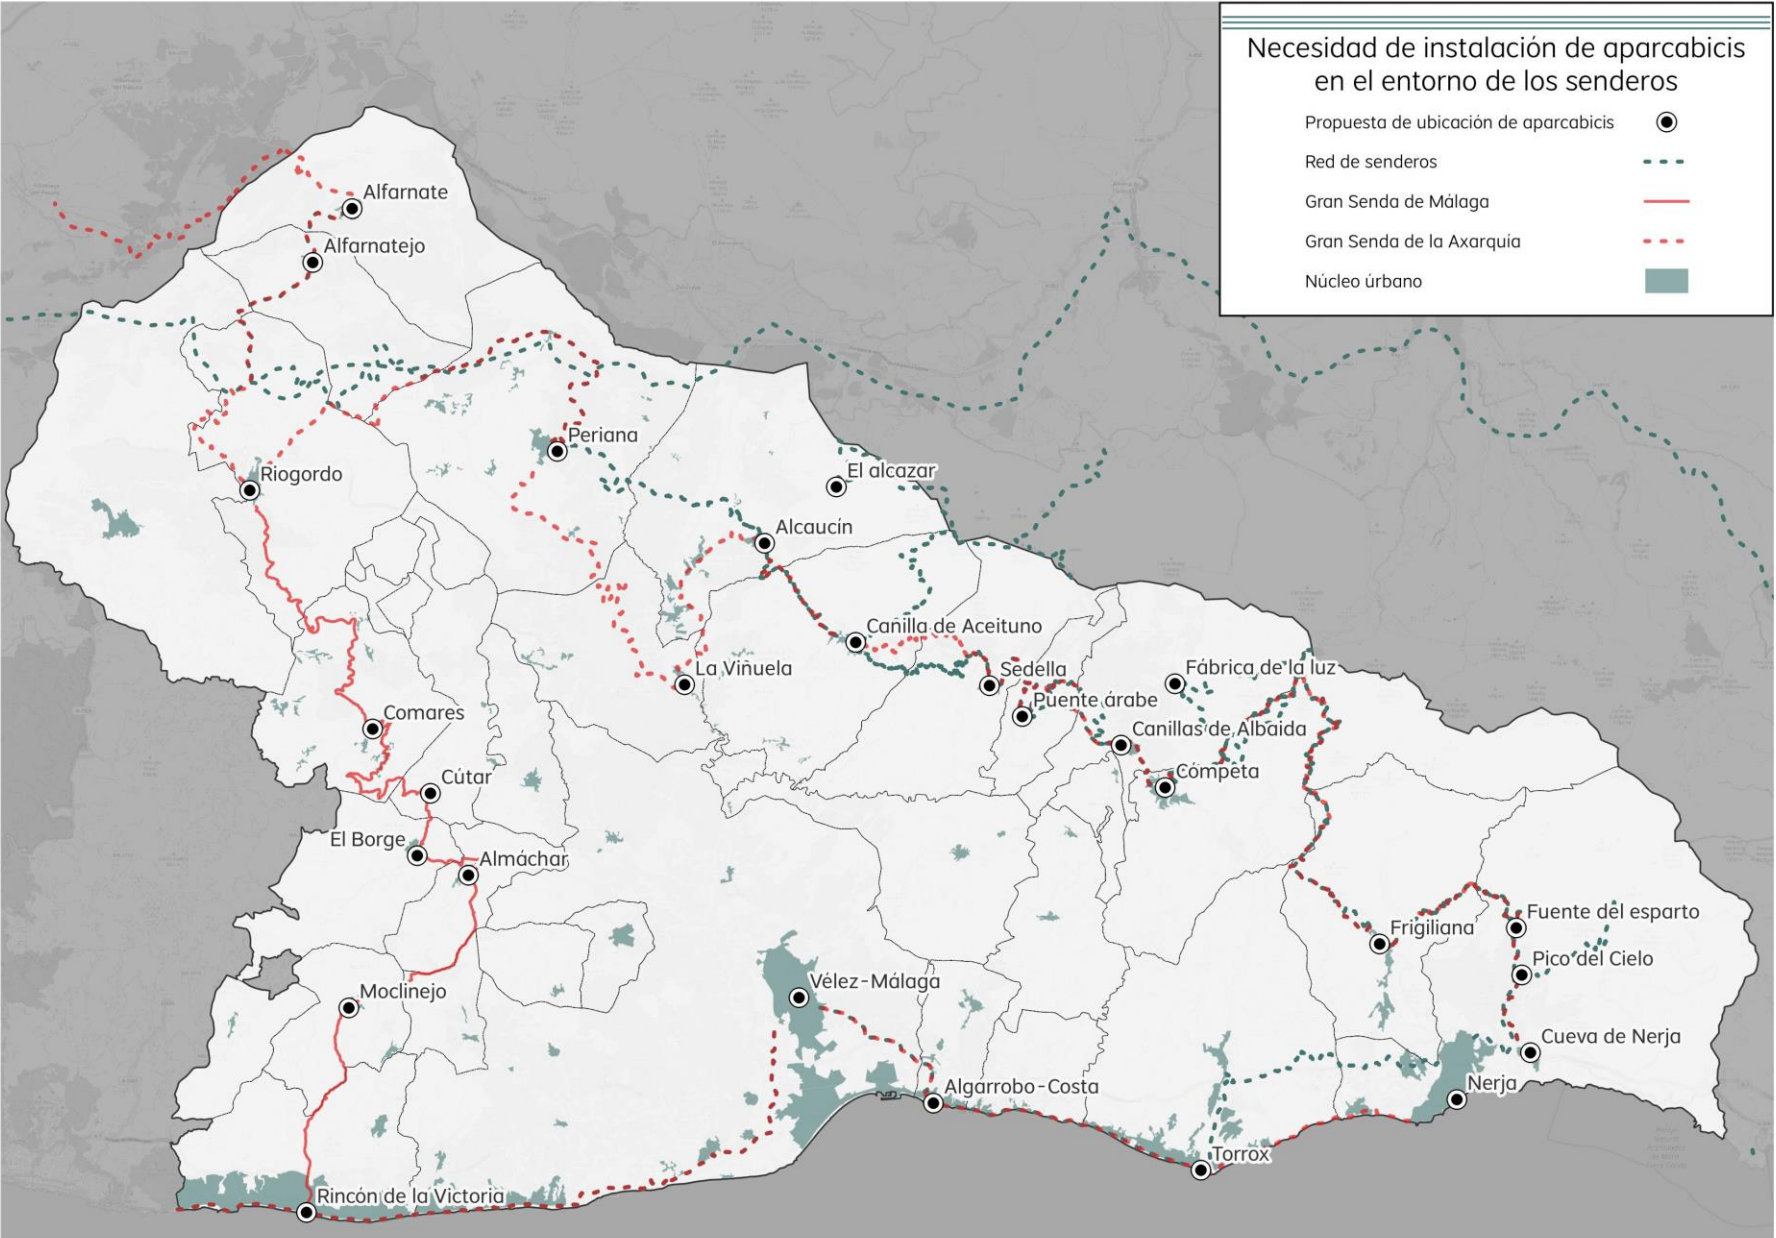 Necesidad de instalación de aparcabicis
en el entorno de los senderos
Propuesta de ubicación de aparcabicis
Red de senderos
Gran Senda de Málaga
Gran Senda de la Axarquía
Núcleo úrbano
Alfarnate
Alfarnatejo
Periana
El alcazar
Riogordo
Alcaucín
Cañilla de Aceituno
La Viñuela
Sedella
Fábrica de la luz
Puente árabe
Comares
Canillas de Albaida
Cómpeta
Cútar
El Borge
Almáchar
Fuente del esparto
Frigiliana
Pico del Cielo
Vélez-Málaga
Moclinejo
Cueva de Nerja
Nerja
Algarrobo-Costa
Torrox
Rincón de la Victoria